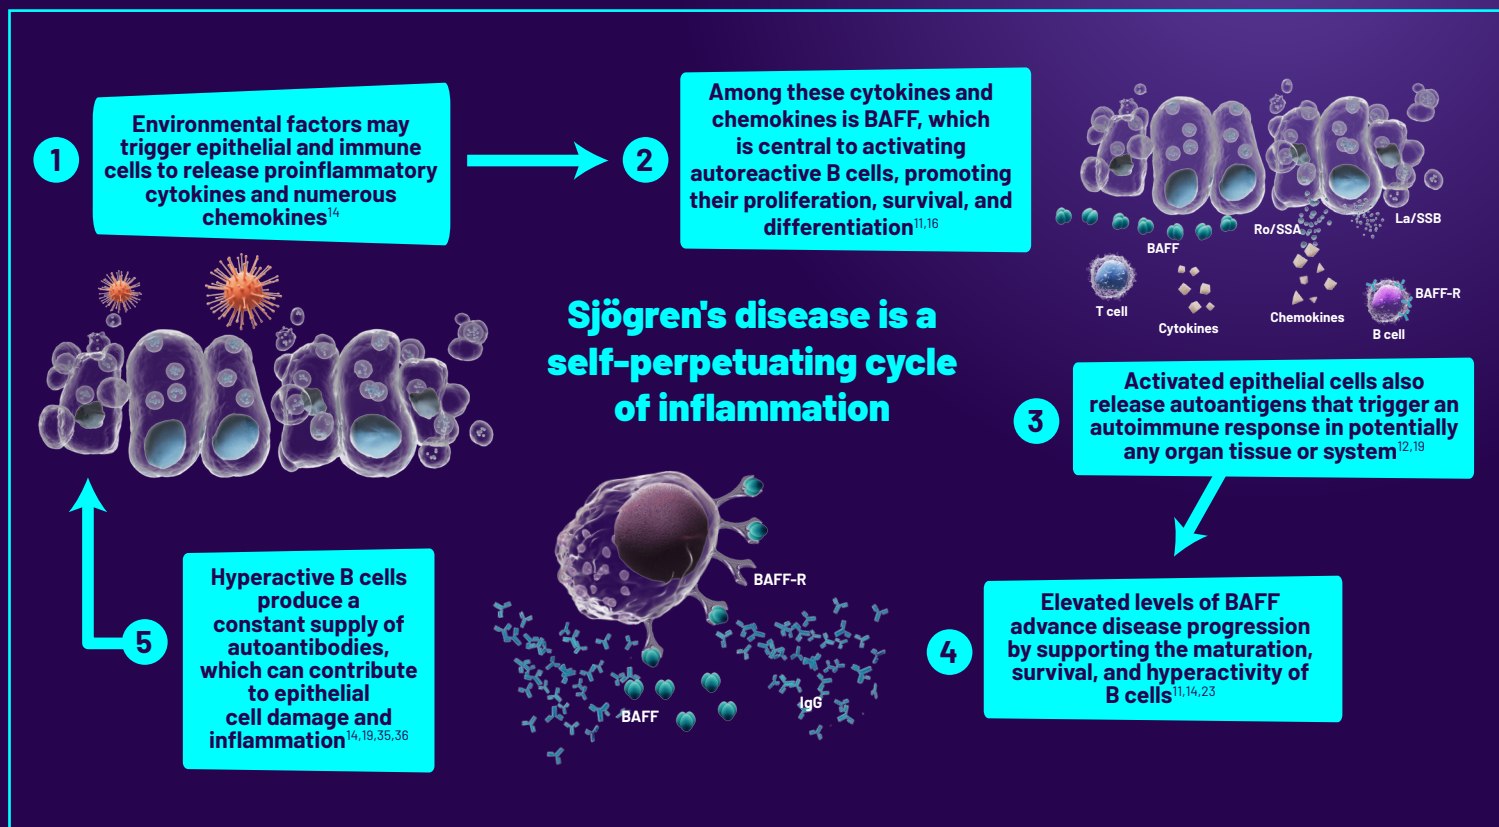 1
Environmental factors may
trigger epithelial and immune
cells to release proinflammatory
cytokines and numerous
chemokines14
2
Among these cytokines and
chemokines is BAFF, which
is central to activating
autoreactive B cells, promoting
their proliferation, survival, and
differentiation11,16
Ro/SSA
La/SSB
BAFF
T cell
Cytokines
Chemokines
BAFF-R
B cell
Sjögren's disease is a
self-perpetuating cycle
of inflammation
3
Activated epithelial cells also
release autoantigens that trigger an
autoimmune response in potentially
any organ tissue or system12,19
4
Elevated levels of BAFF
advance disease progression
by supporting the maturation,
survival, and hyperactivity of
B cells11,14,23
BAFF-R
BAFF
IgG
5
Hyperactive B cells
produce a
constant supply of
autoantibodies,
which can contribute
to epithelial
cell damage and
inflammation14,19,35,36